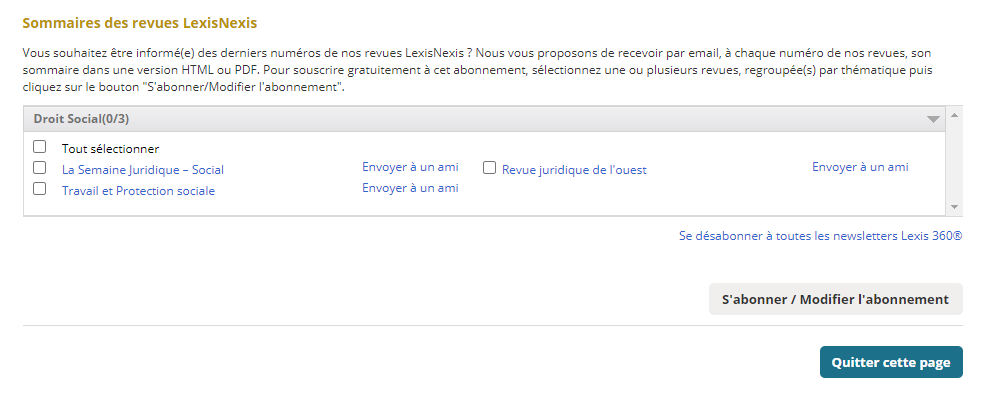 Sommaires des revues LexisNexis
Vous souhaitez être informé(e) des derniers numéros de nos revues LexisNexis ? Nous vous proposons de recevoir par email, à chaque numéro de nos revues, son
sommaire dans une version HTML ou PDF. Pour souscrire gratuitement à cet abonnement, sélectionnez une ou plusieurs revues, regroupée(s) par thématique puis
cliquez sur le bouton "S'abonner/Modifier l'abonnement".
Droit Social(0/3)
Tout sélectionner
La Semaine Juridique – Social Envoyer à un ami Revue juridique de l'ouest Envoyer à un ami
Travail et Protection sociale Envoyer à un ami
Se désabonner à toutes les newsletters Lexis 360®
S'abonner / Modifier l'abonnement
Quitter cette page